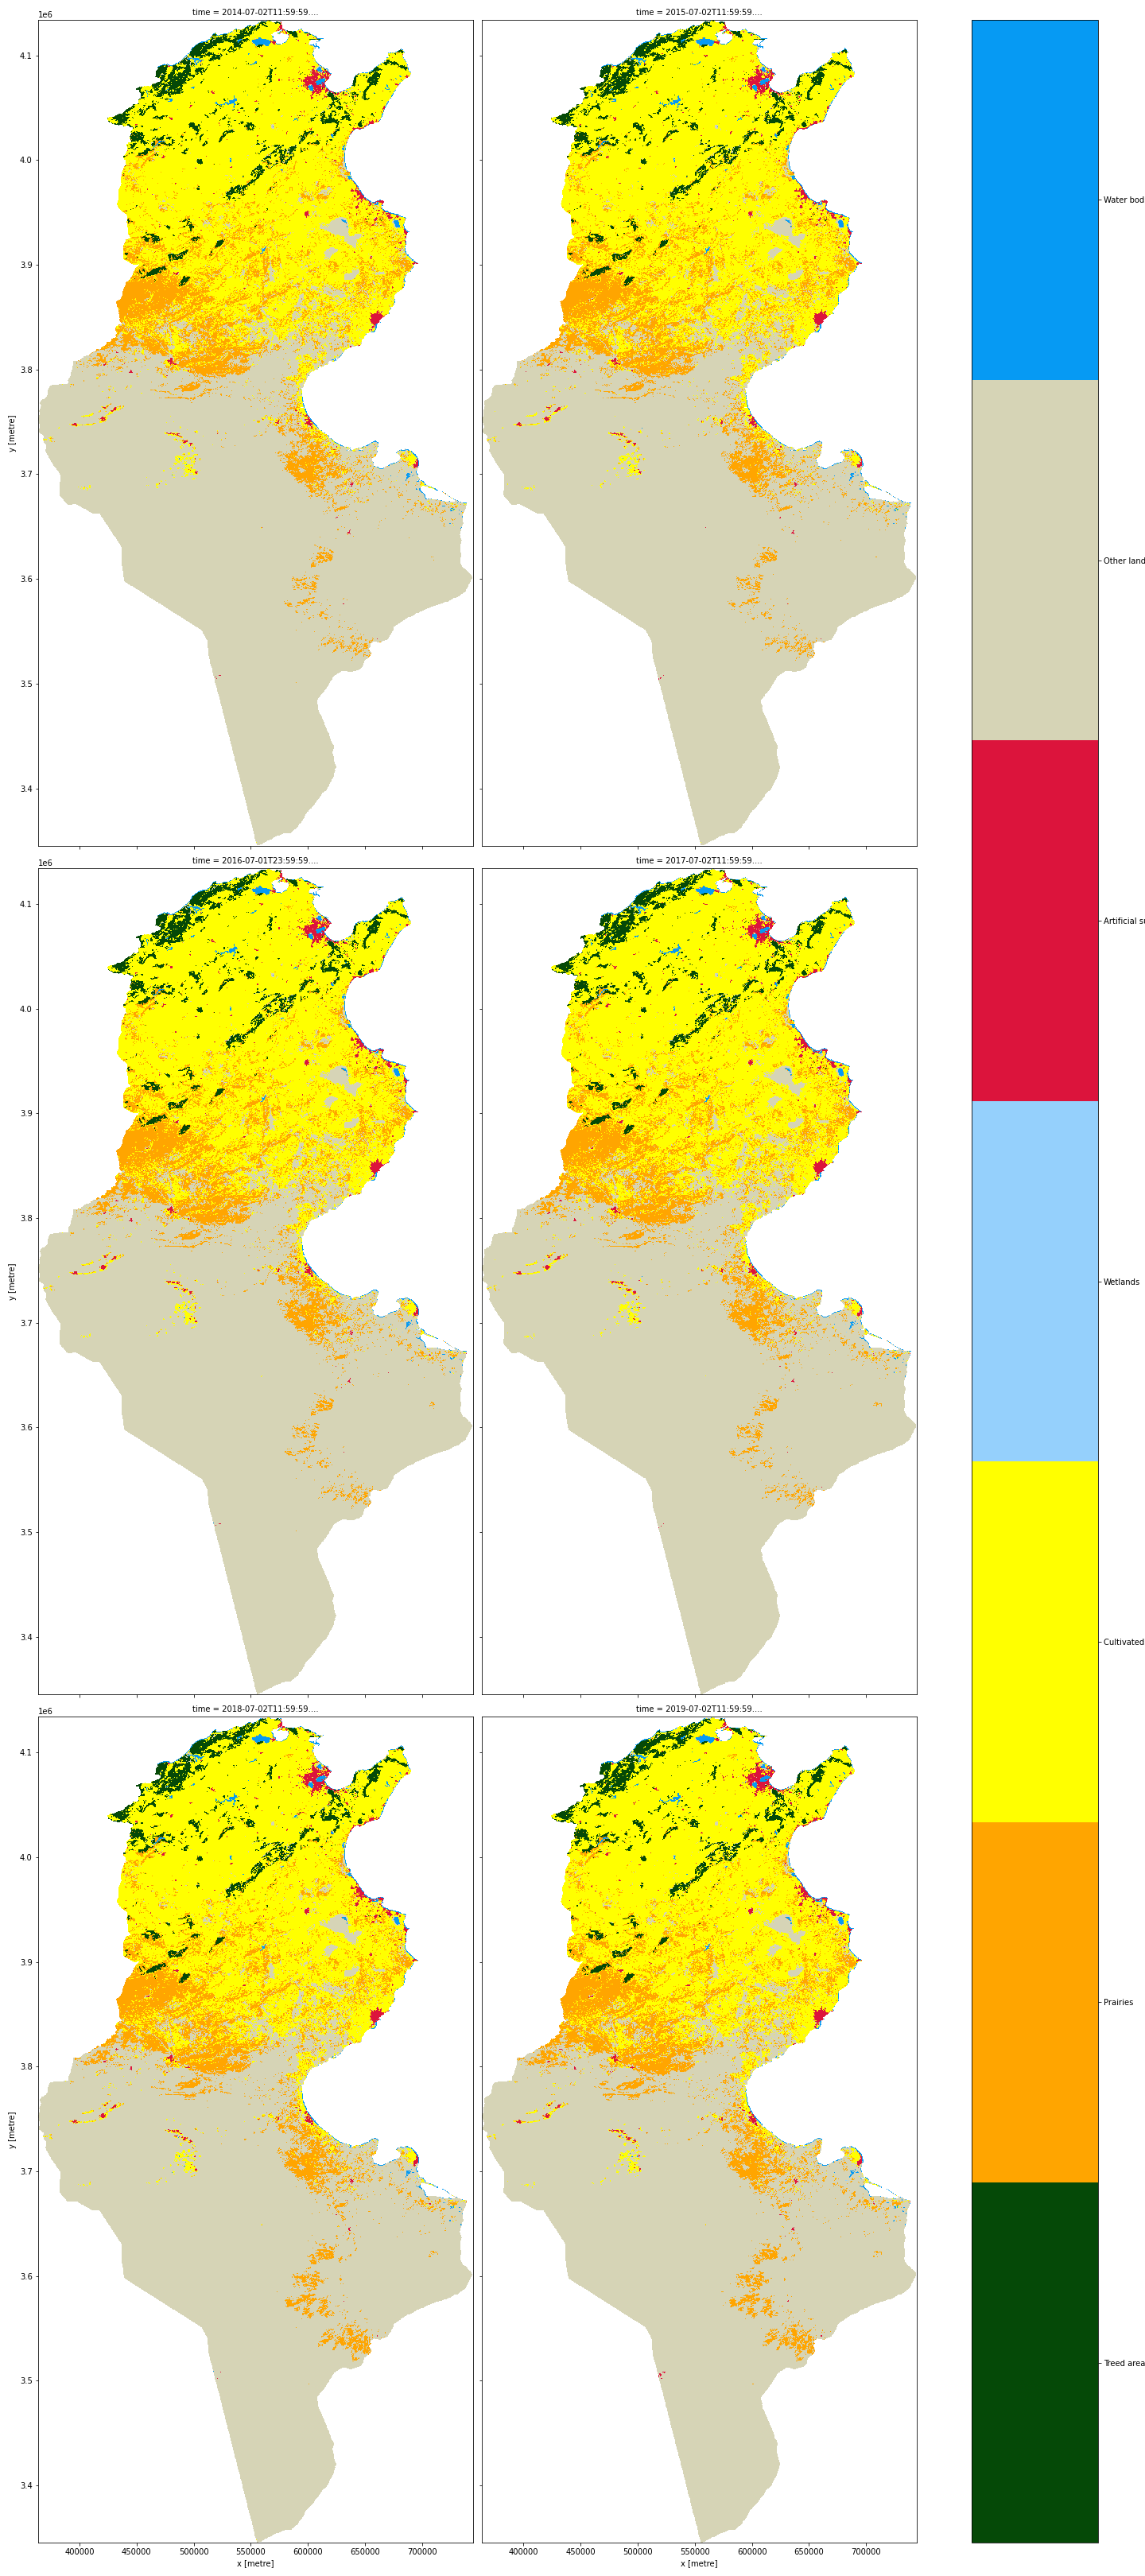 time = 2014-07-02T11:59:59....
time = 2015-07-02T11:59:59....
1e6
4.1
4.0
3.9
3.8
3.7
3.6
3.5
3.4
y [metre]
time = 2016-07-01T23:59:59....
time = 2017-07-02T11:59:59....
1e6
4.1
4.0
3.9
3.8
3.7
3.6
3.5
3.4
y [metre]
time = 2018-07-02T11:59:59....
time = 2019-07-02T11:59:59....
1e6
4.1
4.0
3.9
3.8
3.7
3.6
3.5
3.4
y [metre]
400000 450000 500000 550000 600000 650000 700000
x [metre]
400000 450000 500000 550000 600000 650000 700000
x [metre]
Water bod
Other land
Artificial su
Wetlands
Cultivated
Prairies
Treed area